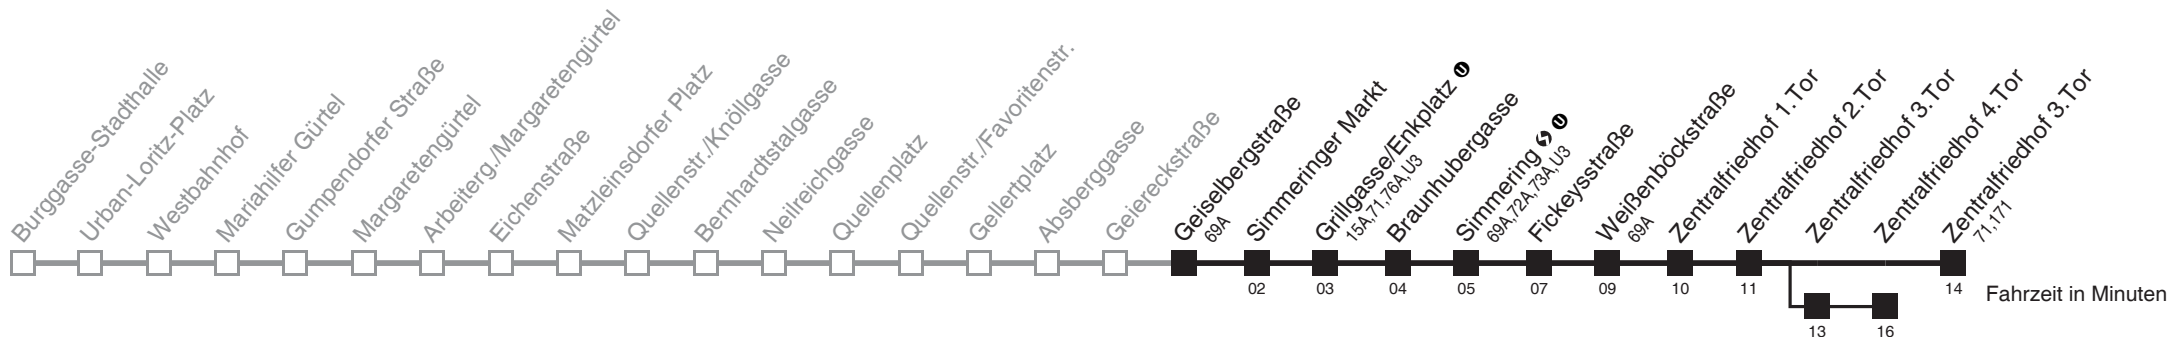 Burggasse-Stadthalle
Urban-Loritz-Platz
Westbahnhof
Mariahilfer Gürtel
Gumpendorfer Straße
Margaretengürtel
Arbeiterg./Margaretengürtel
Eichenstraße
Matzleinsdorfer Platz
Quellenstr./Knöllgasse
Bernhardtstalgasse
Neilreichgasse
Quellenplatz
Quellenstr./Favoritenstr.
Gellertplatz
Absberggasse
Geiereckstraße
Geiselbergstraße
69A
Simmeringer Markt
Grillgasse/Enkplatz U
15A,71,76A,U3
Braunhubergasse
Simmering S U
69A,72A,73A,U3
Fickeysstraße
Weißenböckstraße
69A
Zentralfriedhof 1.Tor
Zentralfriedhof 2.Tor
Zentralfriedhof 3.Tor
Zentralfriedhof 4.Tor
Zentralfriedhof 3.Tor
71,171
02 03 04 05 07 09 10 11 14
Fahrzeit in Minuten
13 16